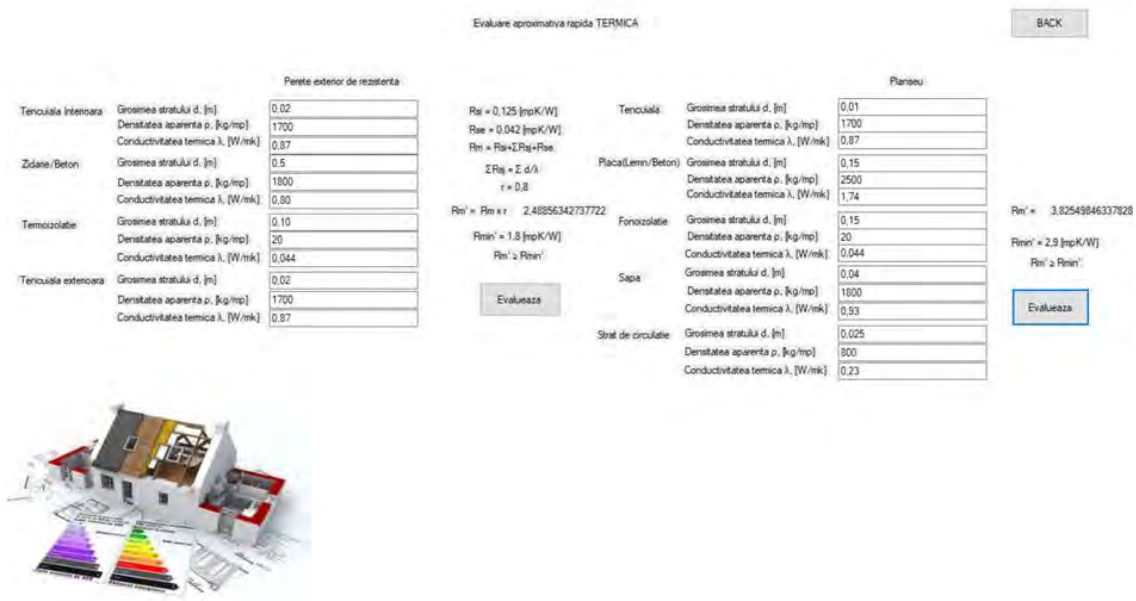 Evaluare aproximativa rapida TERMICA
BACK
Perete exterior de rezistenta
Tencuiala Interioara
Grosimea stratului d, [m] 0.02
Densitatea aparenta ρ, [kg/mp] 1700
Conductivitatea termica λ, [W/mk] 0,87
Zidarie/Beton
Grosimea stratului d, [m] 0.5
Densitatea aparenta ρ, [kg/mp] 1800
Conductivitatea termica λ, [W/mk] 0,80
Termoizolatie
Grosimea stratului d, [m] 0,10
Densitatea aparenta ρ, [kg/mp] 20
Conductivitatea termica λ, [W/mk] 0,044
Tencuiala exterioara
Grosimea stratului d, [m] 0,02
Densitatea aparenta ρ, [kg/mp] 1700
Conductivitatea termica λ, [W/mk] 0,87
Rsi = 0,125 [mpK/W]
Rse = 0.042 [mpK/W]
Rm = Rsi+ΣRsj+Rse
ΣRsj = Σ d/λ
r = 0,8
Rm' = Rm x r 2,48856342737722
Rmin' = 1,8 [mpK/W]
Rm' ≥ Rmin'
Evalueaza
Planseu
Tencuiala
Grosimea stratului d, [m] 0,01
Densitatea aparenta ρ, [kg/mp] 1700
Conductivitatea termica λ, [W/mk] 0,87
Placa(Lemn/Beton)
Grosimea stratului d, [m] 0,15
Densitatea aparenta ρ, [kg/mp] 2500
Conductivitatea termica λ, [W/mk] 1,74
Fonoizolatie
Grosimea stratului d, [m] 0,15
Densitatea aparenta ρ, [kg/mp] 20
Conductivitatea termica λ, [W/mk] 0.044
Sapa
Grosimea stratului d, [m] 0,04
Densitatea aparenta ρ, [kg/mp] 1800
Conductivitatea termica λ, [W/mk] 0,93
Strat de circulatie
Grosimea stratului d, [m] 0,025
Densitatea aparenta ρ, [kg/mp] 800
Conductivitatea termica λ, [W/mk] 0,23
Rm' = 3,82549846337828
Rmin' = 2,9 [mpK/W]
Rm' ≥ Rmin'
Evalueaza